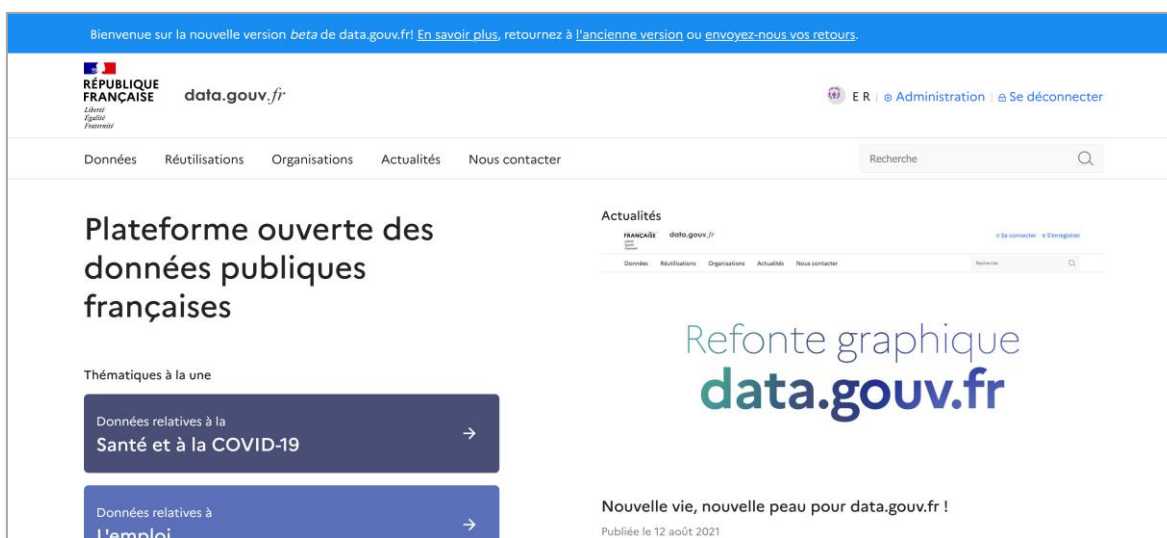 Bienvenue sur la nouvelle version beta de data.gouv.fr! En savoir plus, retournez à l'ancienne version ou envoyez-nous vos retours.
RÉPUBLIQUE
FRANÇAISE
Liberté
Égalité
Fraternité
data.gouv.fr
E R Administration Se déconnecter
Données Réutilisations Organisations Actualités Nous contacter
Recherche
Plateforme ouverte des
données publiques
françaises
Thématiques à la une
Données relatives à la
Santé et à la COVID-19
Données relatives à
L'emploi
Actualités
FRANÇAISE data.gouv.fr
Se connecter S'enregistrer
Données Réutilisations Organisations Actualités Nous contacter
Recherche
Refonte graphique
data.gouv.fr
Nouvelle vie, nouvelle peau pour data.gouv.fr !
Publiée le 12 août 2021